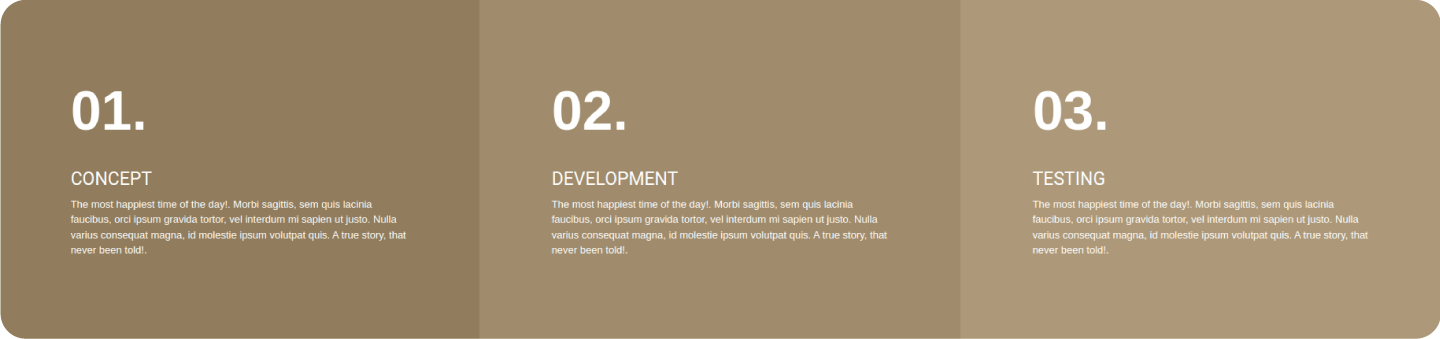 01.
CONCEPT
The most happiest time of the day!. Morbi sagittis, sem quis lacinia
faucibus, orci ipsum gravida tortor, vel interdum mi sapien ut justo. Nulla
varius consequat magna, id molestie ipsum volutpat quis. A true story, that
never been told!.
02.
DEVELOPMENT
The most happiest time of the day!. Morbi sagittis, sem quis lacinia
faucibus, orci ipsum gravida tortor, vel interdum mi sapien ut justo. Nulla
varius consequat magna, id molestie ipsum volutpat quis. A true story, that
never been told!.
03.
TESTING
The most happiest time of the day!. Morbi sagittis, sem quis lacinia
faucibus, orci ipsum gravida tortor, vel interdum mi sapien ut justo. Nulla
varius consequat magna, id molestie ipsum volutpat quis. A true story, that
never been told!.